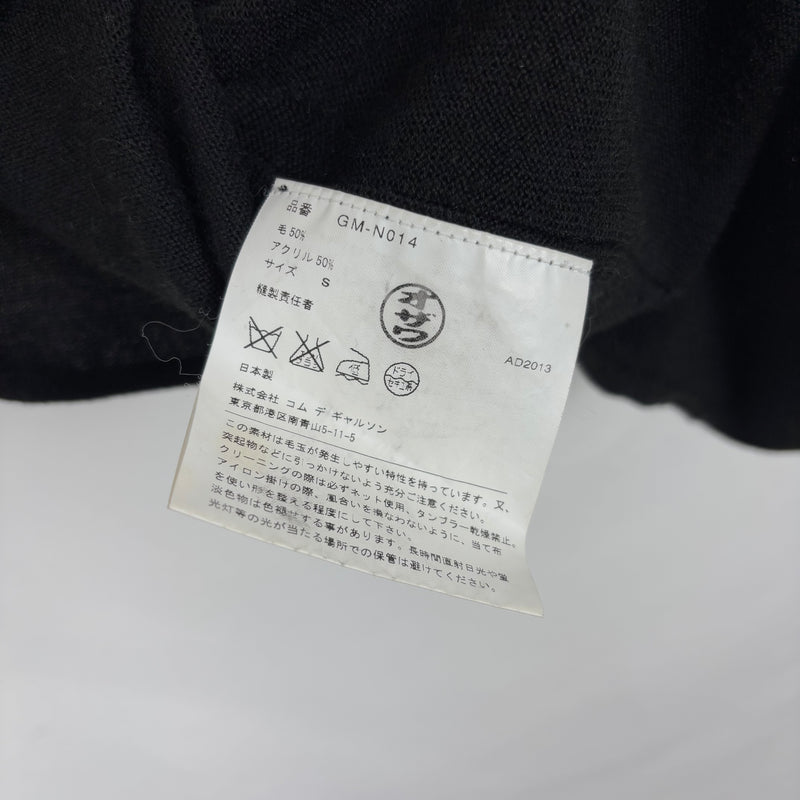 品番 GM-N014
毛 50%
アクリル 50%
サイズ S
縫製責任者
オザワ
ドライ
セキユ系
AD2013
日本製
株式会社 コム デ ギャルソン
東京都港区南青山5-11-5
この素材は毛玉が発生しやすい特性を持っています。又、
突起物などに引っかけないよう充分ご注意ください。
クリーニングの際は必ずネット使用、タンブラー乾燥禁止。
アイロン掛けの際、風合いを損なわないように、当て布
を使い形を整える程度にして下さい。
淡色物は色褪せする事があります。長時間直射日光や蛍
光灯等の光が当たる場所での保管は避けてください。